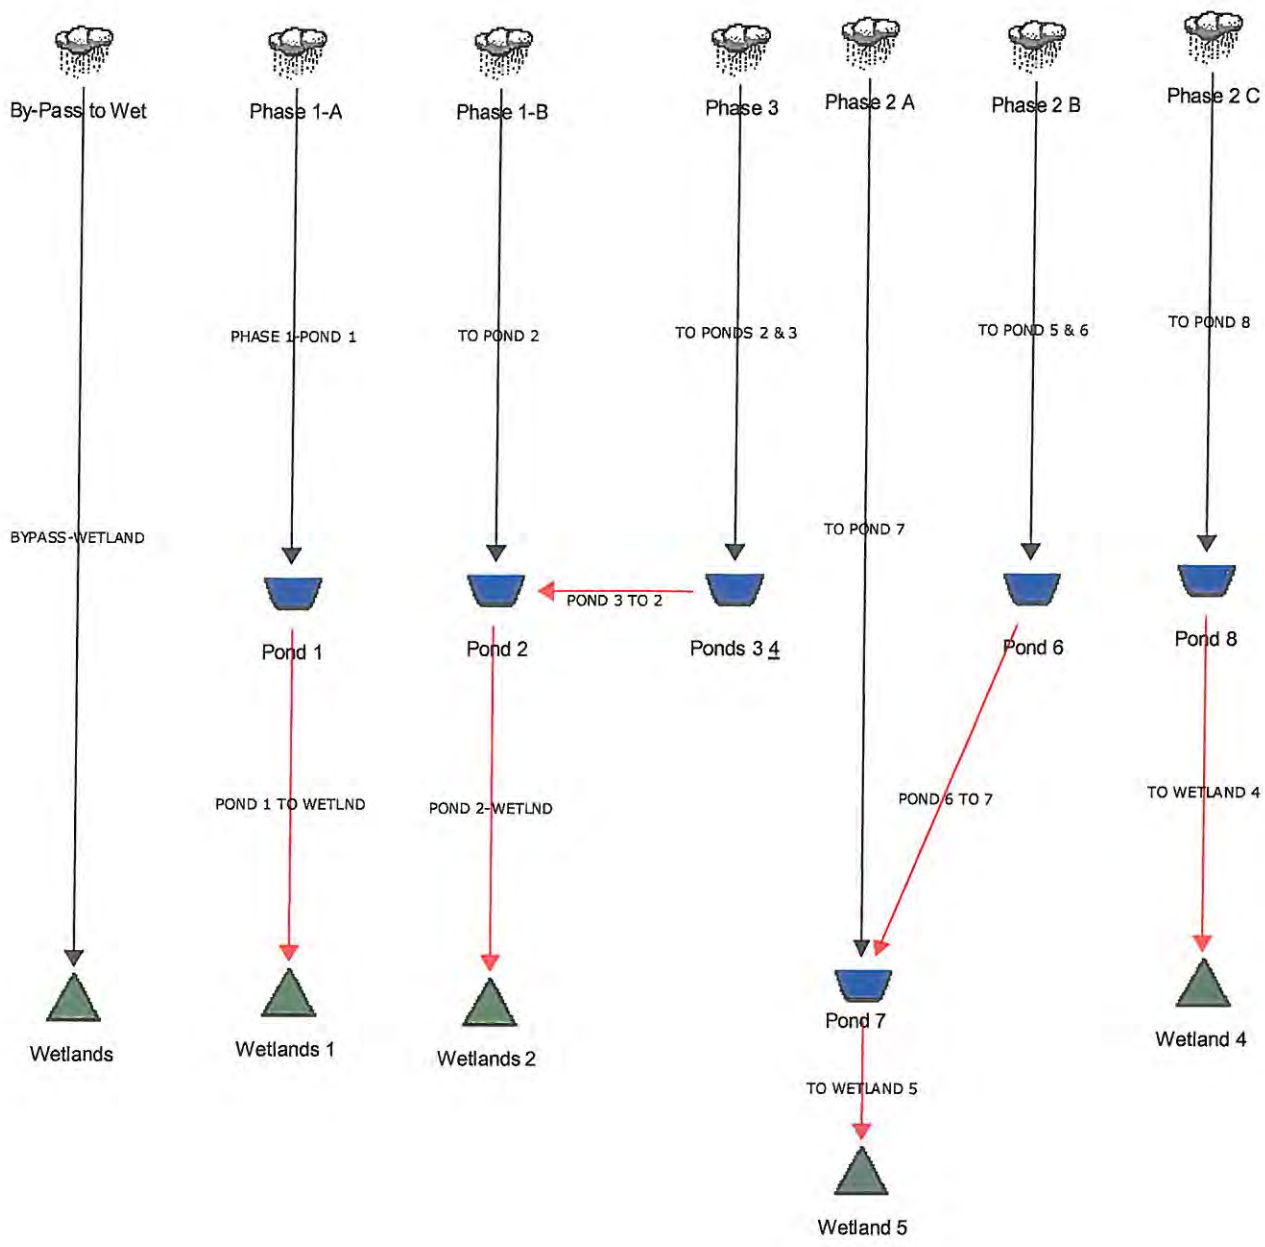 By-Pass to Wet
Phase 1-A
Phase 1-B
Phase 3
Phase 2 A
Phase 2 B
Phase 2 C
PHASE 1-POND 1
TO POND 2
TO PONDS 2 & 3
TO POND 5 & 6
TO POND 8
BYPASS-WETLAND
TO POND 7
POND 3 TO 2
Pond 1
Pond 2
Ponds 3 4
Pond 6
Pond 8
POND 1 TO WETLND
POND 2-WETLND
POND 6 TO 7
TO WETLAND 4
Pond 7
Wetlands
Wetlands 1
Wetlands 2
Wetland 4
TO WETLAND 5
Wetland 5